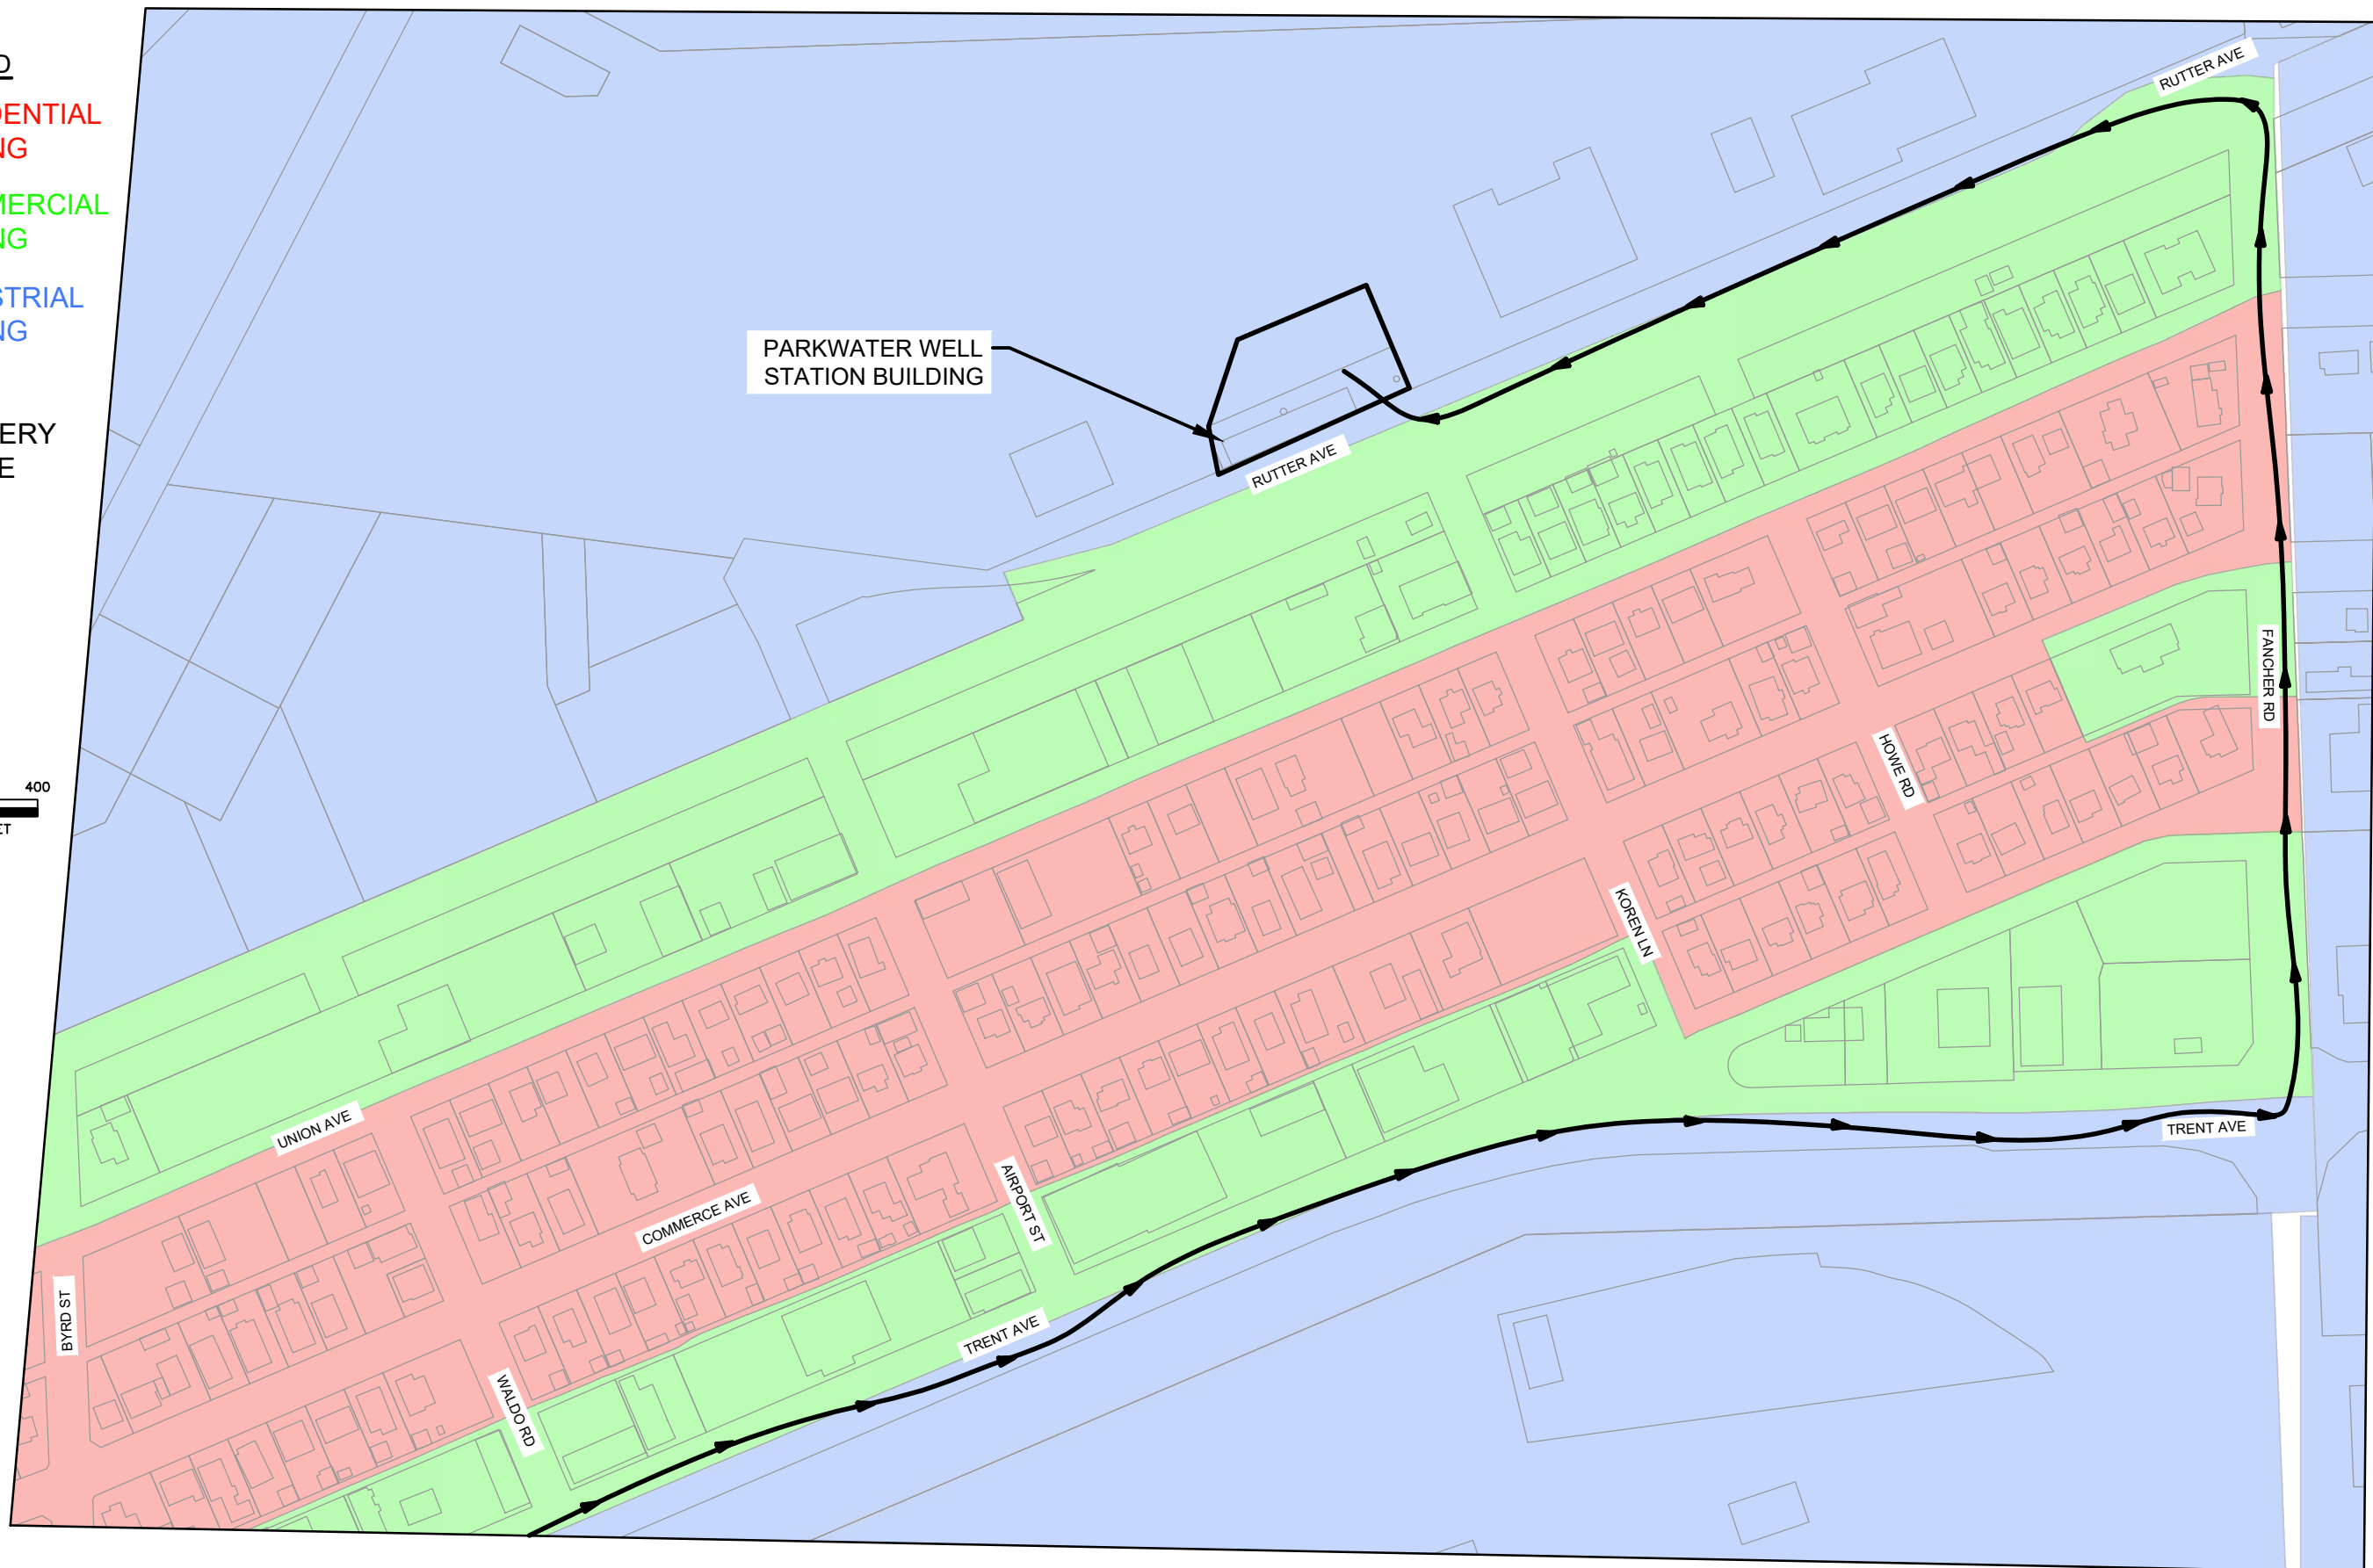 D
DENTIAL
NG
MERCIAL
NG
STRIAL
NG
ERY
E
400
ET
RUTTER AVE
PARKWATER WELL
STATION BUILDING
RUTTER AVE
FANCHER RD
HOWE RD
KOREN LN
UNION AVE
TRENT AVE
AIRPORT ST
COMMERCE AVE
BYRD ST
TRENT AVE
WALDO RD